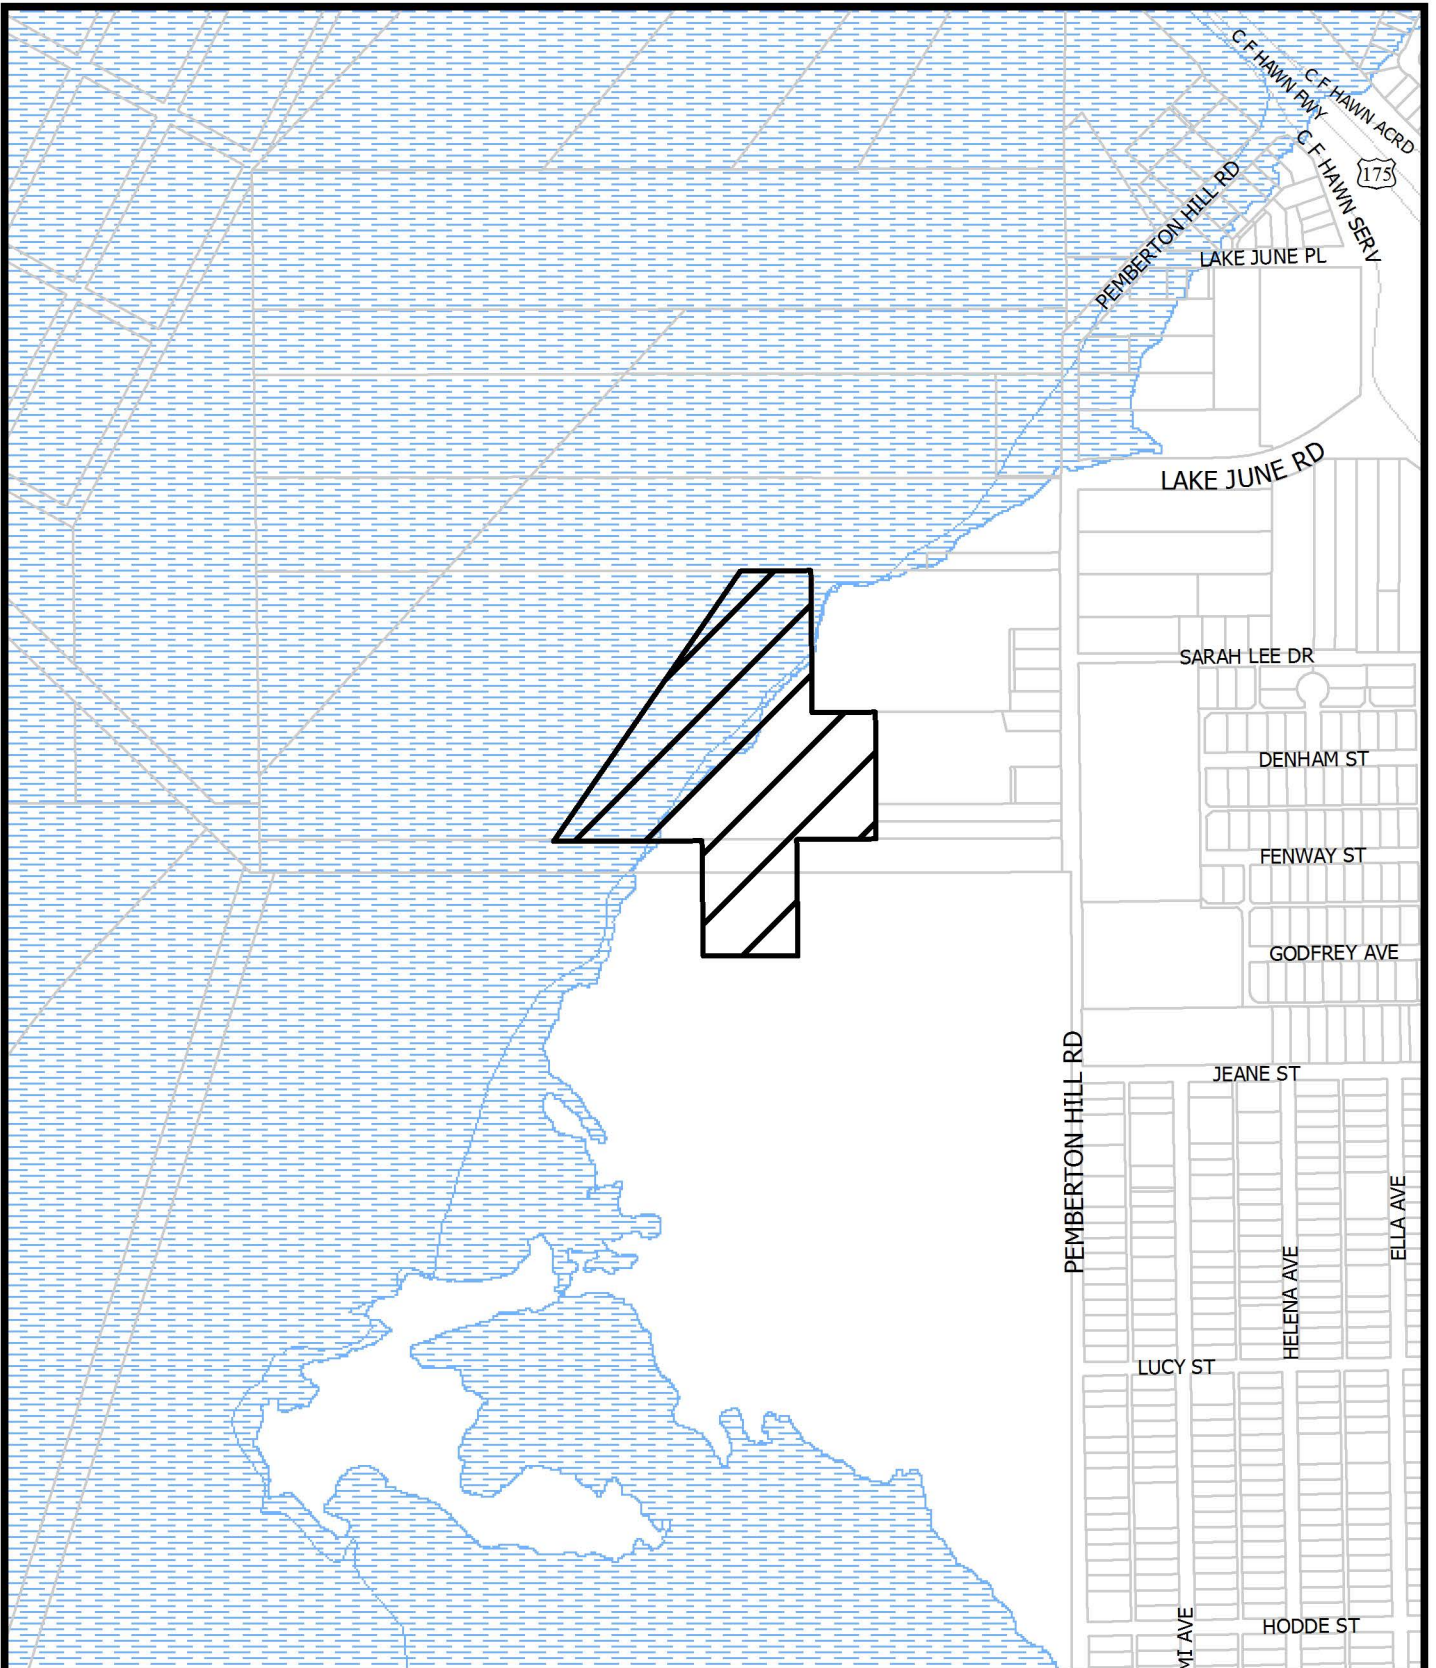 C F HAWN FWY
C F HAWN ACRD
C F HAWN SERV
175
PEMBERTON HILL RD
LAKE JUNE PL
LAKE JUNE RD
SARAH LEE DR
DENHAM ST
FENWAY ST
GODFREY AVE
PEMBERTON HILL RD
JEANE ST
ELLA AVE
HELENA AVE
LUCY ST
MI AVE
HODDE ST